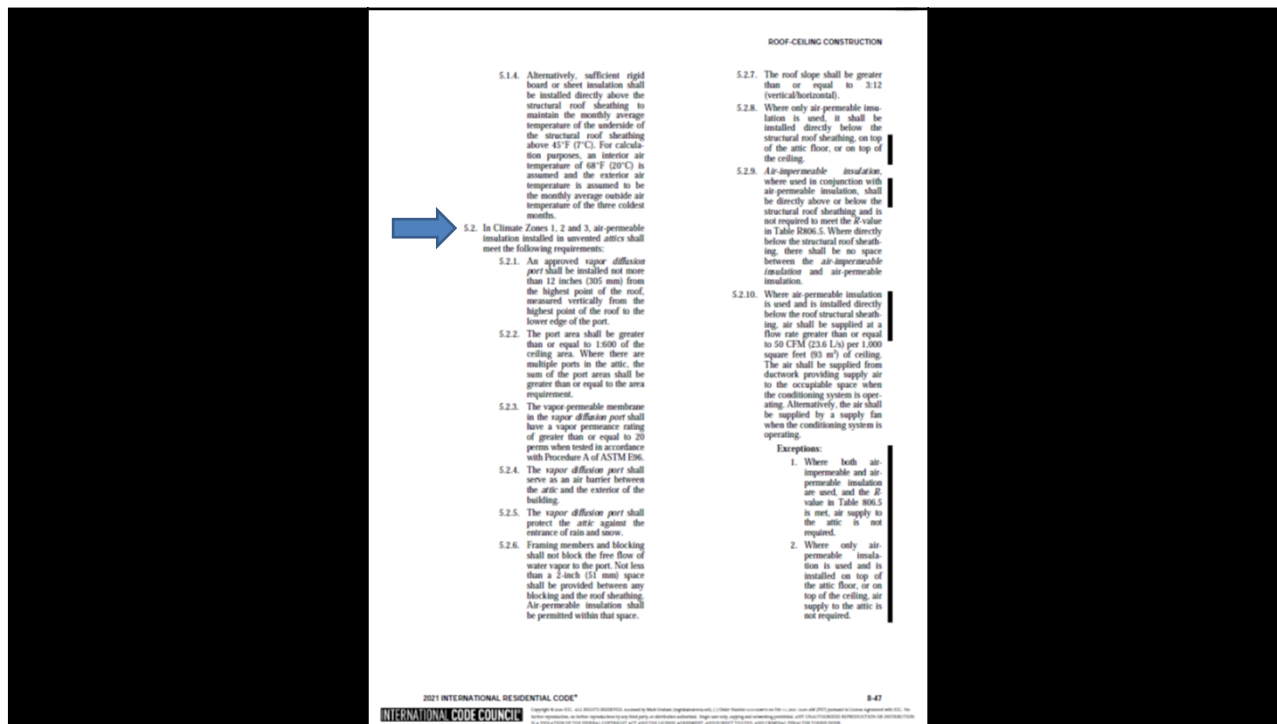 ROOF-CEILING CONSTRUCTION
5.1.4. Alternatively, sufficient rigid
board or sheet insulation shall
be installed directly above the
structural roof sheathing to
maintain the monthly average
temperature of the underside of
the structural roof sheathing
above 45°F (7°C). For calcula-
tion purposes, an interior air
temperature of 68°F (20°C) is
assumed and the exterior air
temperature is assumed to be
the monthly average outside air
temperature of the three coldest
months.
5.2. In Climate Zones 1, 2 and 3, air-permeable
insulation installed in unvented attics shall
meet the following requirements:
5.2.1. An approved vapor diffusion
port shall be installed not more
than 12 inches (305 mm) from
the highest point of the roof,
measured vertically from the
highest point of the roof to the
lower edge of the port.
5.2.2. The port area shall be greater
than or equal to 1:600 of the
ceiling area. Where there are
multiple ports in the attic, the
sum of the port areas shall be
greater than or equal to the area
requirement.
5.2.3. The vapor-permeable membrane
in the vapor diffusion port shall
have a vapor permeance rating
of greater than or equal to 20
perms when tested in accordance
with Procedure A of ASTM E96.
5.2.4. The vapor diffusion port shall
serve as an air barrier between
the attic and the exterior of the
building.
5.2.5. The vapor diffusion port shall
protect the attic against the
entrance of rain and snow.
5.2.6. Framing members and blocking
shall not block the free flow of
water vapor to the port. Not less
than a 2-inch (51 mm) space
shall be provided between any
blocking and the roof sheathing.
Air-permeable insulation shall
be permitted within that space.
5.2.7. The roof slope shall be greater
than or equal to 3:12
(vertical/horizontal).
5.2.8. Where only air-permeable insu-
lation is used, it shall be
installed directly below the
structural roof sheathing, on top
of the attic floor, or on top of
the ceiling.
5.2.9. Air-impermeable insulation,
where used in conjunction with
air-permeable insulation, shall
be directly above or below the
structural roof sheathing and is
not required to meet the R-value
in Table R806.5. Where directly
below the structural roof sheath-
ing, there shall be no space
between the air-impermeable
insulation and air-permeable
insulation.
5.2.10. Where air-permeable insulation
is used and is installed directly
below the roof structural sheath-
ing, air shall be supplied at a
flow rate greater than or equal
to 50 CFM (23.6 L/s) per 1,000
square feet (93 m²) of ceiling.
The air shall be supplied from
ductwork providing supply air
to the occupiable space when
the conditioning system is oper-
ating. Alternatively, the air shall
be supplied by a supply fan
when the conditioning system is
operating.
Exceptions:
1. Where both air-
impermeable and air-
permeable insulation
are used, and the R-
value in Table 806.5
is met, air supply to
the attic is not
required.
2. Where only air-
permeable insula-
tion is used and is
installed on top of
the attic floor, or on
top of the ceiling, air
supply to the attic is
not required.
2021 INTERNATIONAL RESIDENTIAL CODE®
8-47
INTERNATIONAL CODE COUNCIL